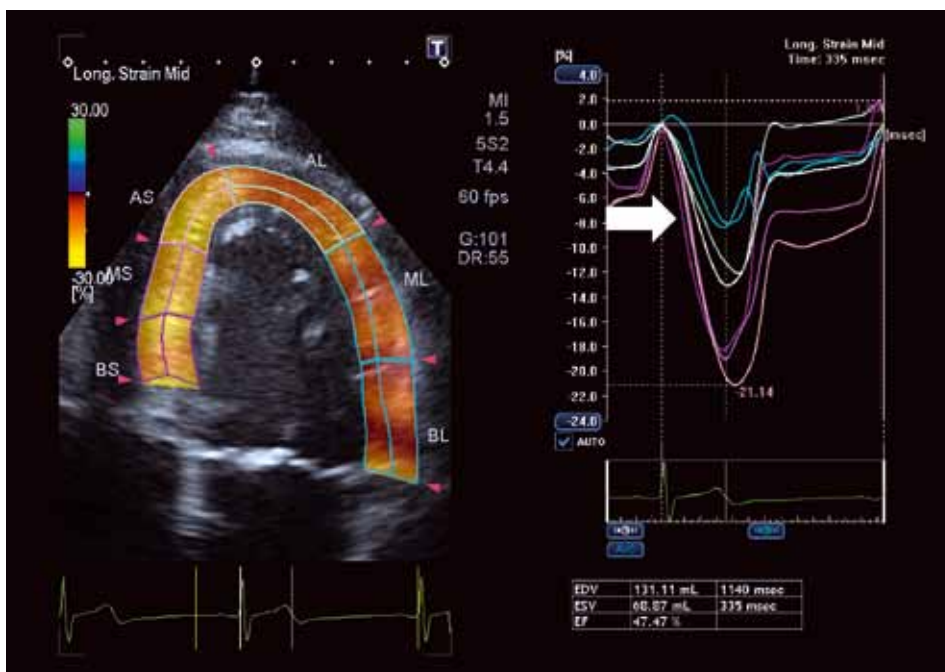 T
Long. Strain Mid
30.00
-30.00
[%]
AS
AL
MS
ML
BS
BL
MI
1.5
5S2
T4.4
60 fps
G:101
DR:55
Long. Strain Mid
Time: 335 msec
[%]
4.0
2.0
0.0
[msec]
-2.0
-4.0
-6.0
-8.0
-10.0
-12.0
-14.0
-16.0
-18.0
-20.0
-21.14
-22.0
-24.0
AUTO
EDV 131.11 mL 1140 msec
ESV 68.87 mL 335 msec
EF 47.47 %